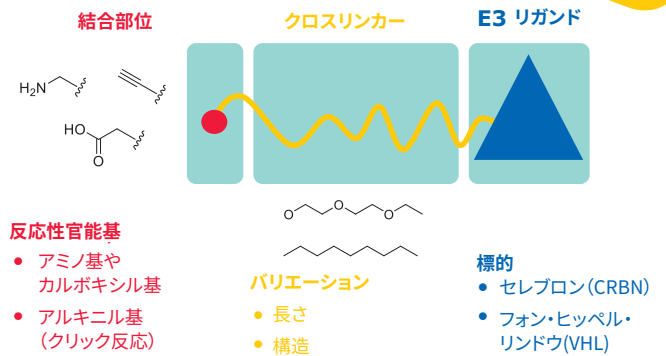 結合部位
クロスリンカー
E3 リガンド
H₂N
HO
O
O
O
O
反応性官能基
• アミノ基や
カルボキシル基
• アルキニル基
（クリック反応）
バリエーション
• 長さ
• 構造
標的
• セレブロン（CRBN）
• フォン・ヒッペル・
リンドウ(VHL)